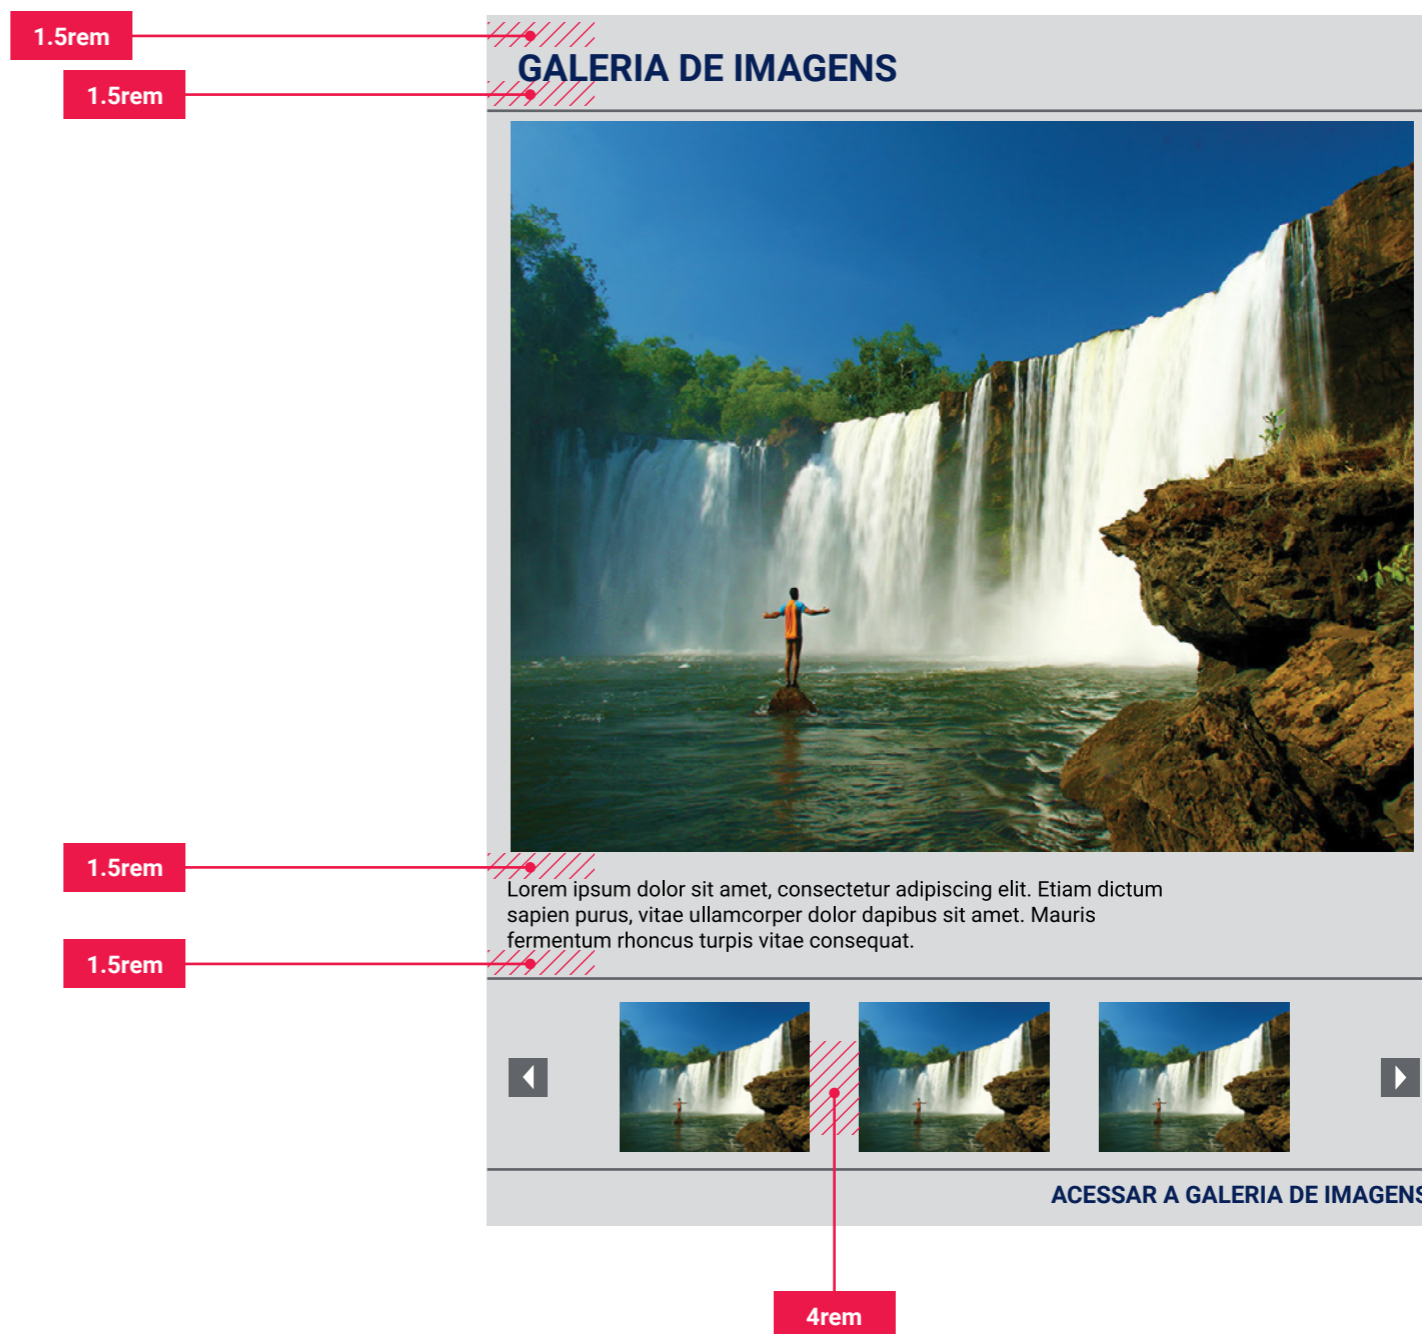 1.5rem
GALERIA DE IMAGENS
1.5rem
1.5rem
Lorem ipsum dolor sit amet, consectetur adipiscing elit. Etiam dictum
sapien purus, vitae ullamcorper dolor dapibus sit amet. Mauris
fermentum rhoncus turpis vitae consequat.
1.5rem
ACESSAR A GALERIA DE IMAGENS
4rem